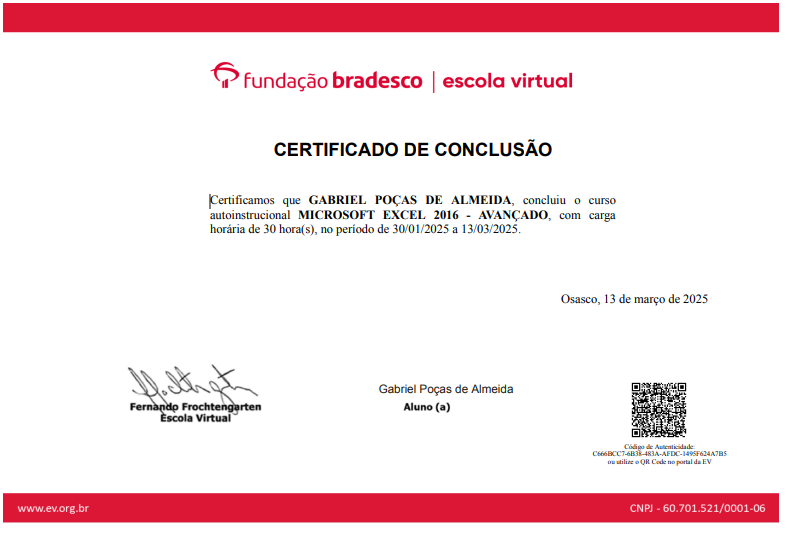 fundação bradesco | escola virtual
CERTIFICADO DE CONCLUSÃO
Certificamos que GABRIEL POÇAS DE ALMEIDA, concluiu o curso
autoinstrucional MICROSOFT EXCEL 2016 - AVANÇADO, com carga
horária de 30 hora(s), no período de 30/01/2025 a 13/03/2025.
Osasco, 13 de março de 2025
Fernando Frochtengarten
Escola Virtual
Gabriel Poças de Almeida
Aluno (a)
Código de Autenticidade:
C666BCC7-6B38-483A-AFDC-1495F624A7B5
ou utilize o QR Code no portal da EV
www.ev.org.br
CNPJ - 60.701.521/0001-06